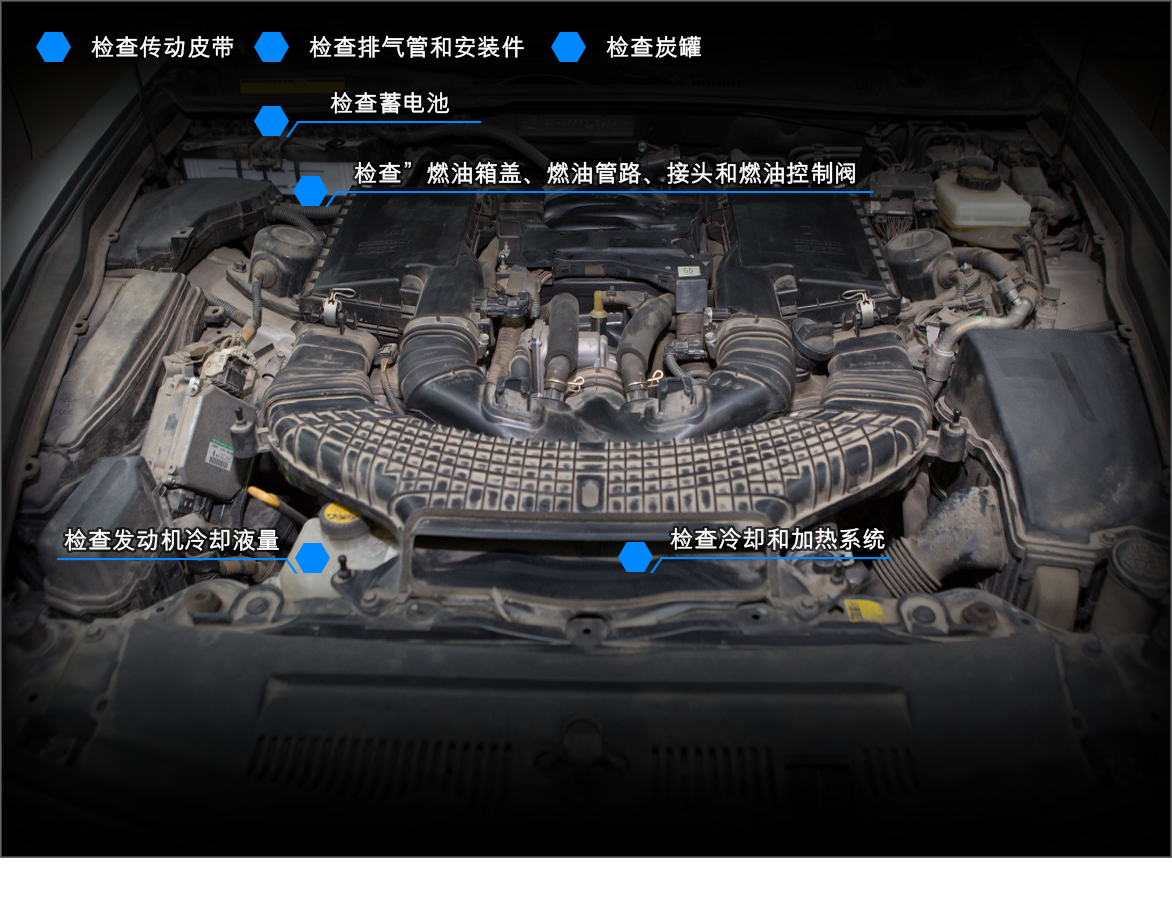 检查传动皮带 检查排气管和安装件 检查炭罐
检查蓄电池
检查”燃油箱盖、燃油管路、接头和燃油控制阀
检查发动机冷却液量 检查冷却和加热系统